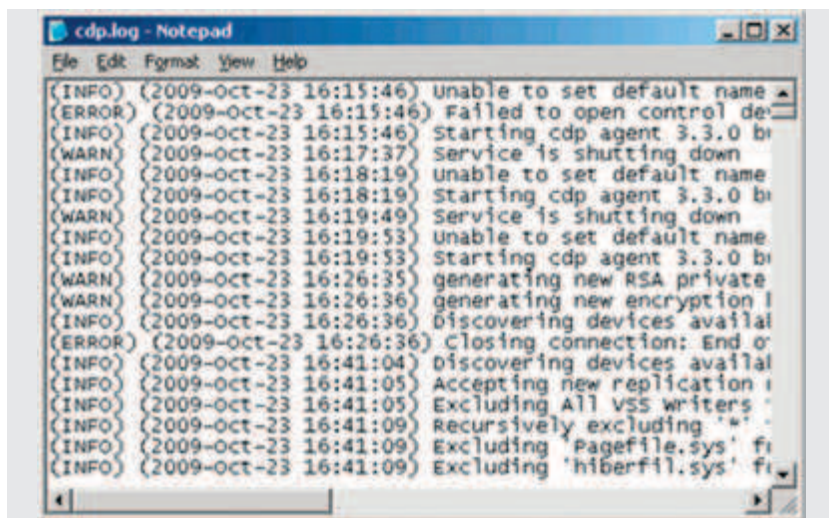 cdp.log - Notepad
File Edit Format View Help
(INFO) (2009-Oct-23 16:15:46) Unable to set default name
(ERROR) (2009-Oct-23 16:15:46) Failed to open control
(INFO) (2009-Oct-23 16:15:46) Starting cdp agent 3.3.0
(WARN) (2009-Oct-23 16:17:37) Service is shutting down
(INFO) (2009-Oct-23 16:18:19) Unable to set default name
(INFO) (2009-Oct-23 16:18:19) Starting cdp agent 3.3.0
(WARN) (2009-Oct-23 16:19:49) Service is shutting down
(INFO) (2009-Oct-23 16:19:53) Unable to set default name
(INFO) (2009-Oct-23 16:19:53) Starting cdp agent 3.3.0
(WARN) (2009-Oct-23 16:26:35) generating new RSA private
(WARN) (2009-Oct-23 16:26:36) generating new encryption
(INFO) (2009-Oct-23 16:26:36) Discovering devices availa
(ERROR) (2009-Oct-23 16:26:36) Closing connection: End
(INFO) (2009-Oct-23 16:41:04) Discovering devices availa
(INFO) (2009-Oct-23 16:41:05) Accepting new replication
(INFO) (2009-Oct-23 16:41:05) Excluding All VSS Writers
(INFO) (2009-Oct-23 16:41:09) Recursively excluding '*'
(INFO) (2009-Oct-23 16:41:09) Excluding 'Pagefile.sys'
(INFO) (2009-Oct-23 16:41:09) Excluding 'hiberfil.sys'